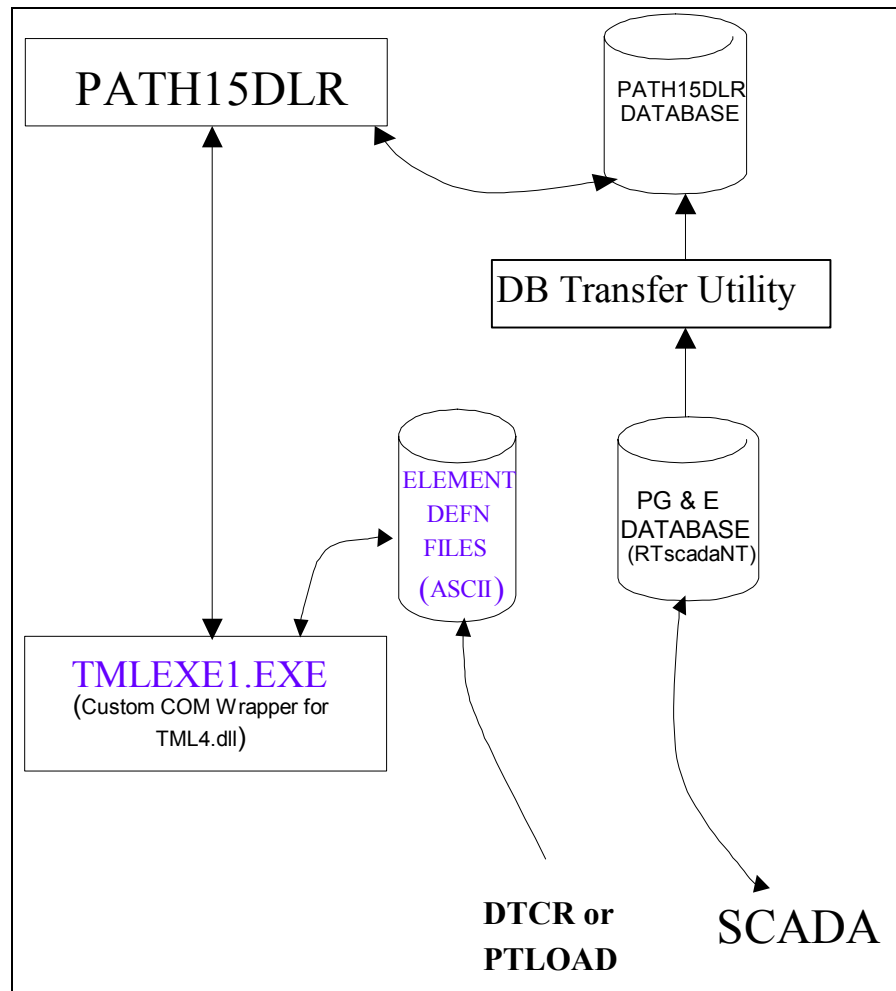 PATH15DLR
PATH15DLR
DATABASE
DB Transfer Utility
ELEMENT
DEFN
FILES
(ASCII)
PG & E
DATABASE
(RTscadaNT)
TMLEXE1.EXE
(Custom COM Wrapper for
TML4.dll)
DTCR or
PTLOAD
SCADA